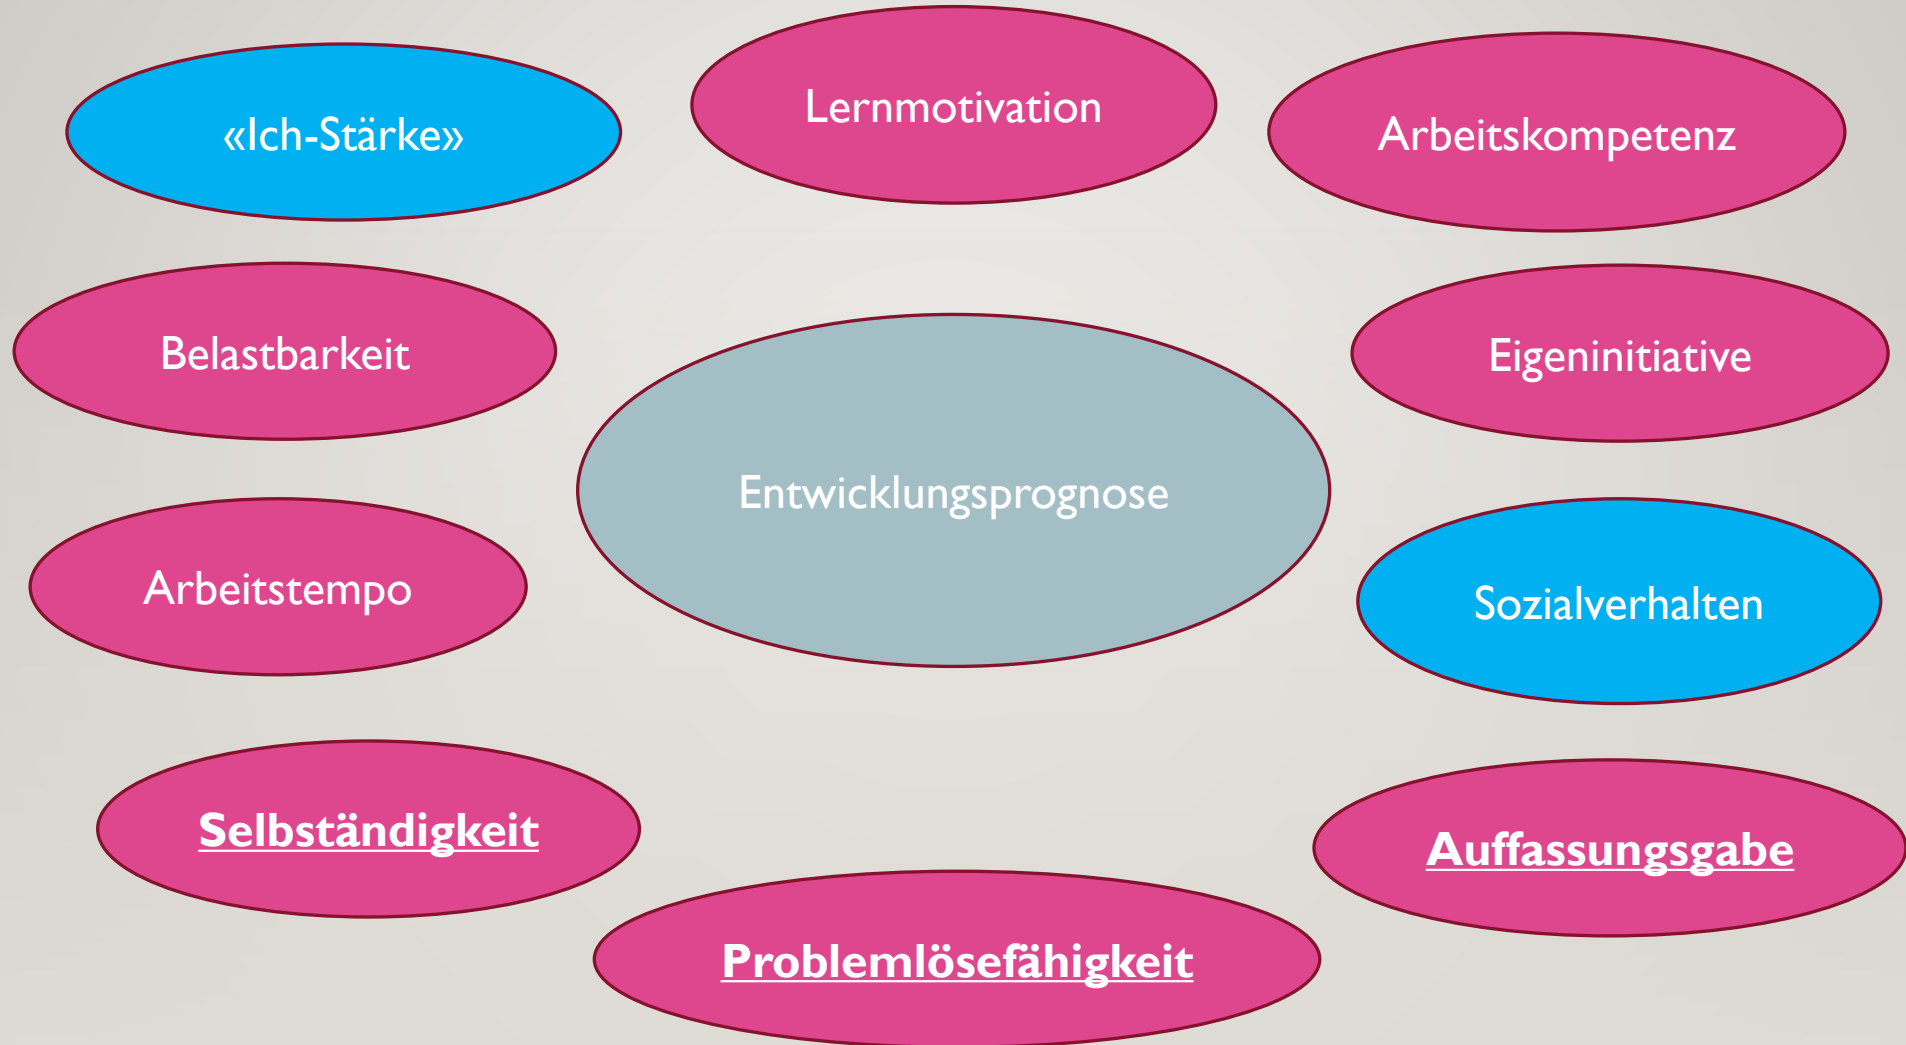 «Ich-Stärke»
Lernmotivation
Arbeitskompetenz
Belastbarkeit
Eigeninitiative
Entwicklungsprognose
Arbeitstempo
Sozialverhalten
Selbständigkeit
Auffassungsgabe
Problemlösefähigkeit